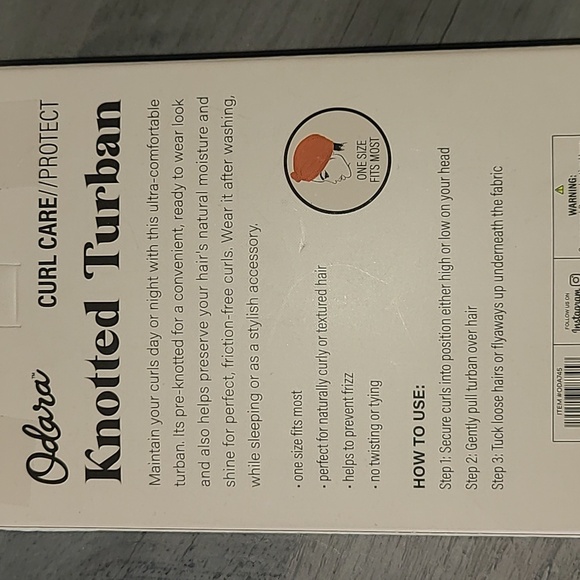 Odara™
CURL CARE//PROTECT
Knotted Turban
Maintain your curls day or night with this ultra-comfortable
turban. Its pre-knotted for a convenient, ready to wear look
and also helps preserve your hair's natural moisture and
shine for perfect, friction-free curls. Wear it after washing,
while sleeping or as a stylish accessory.
• one size fits most
• perfect for naturally curly or textured hair
• helps to prevent frizz
• no twisting or tying
ONE SIZE
FITS MOST
HOW TO USE:
Step 1: Secure curls into position either high or low on your head
Step 2: Gently pull turban over hair
Step 3: Tuck loose hairs or flyaways up underneath the fabric
ITEM #ODA745
FOLLOW US ON
Instagram
WARNING: